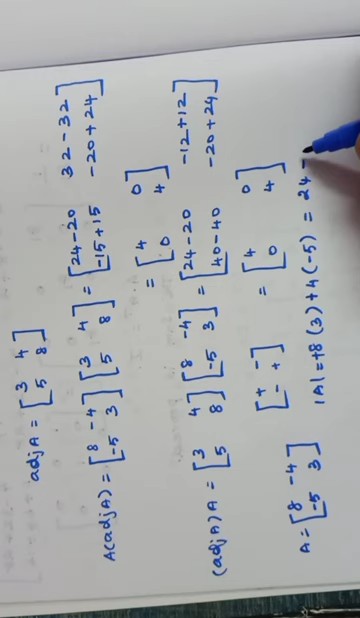 adj A = [3 4
5 8]
A(adj A) = [8 -4
-5 3] [3 4
5 8] = [24-20 32-32
-15+15 -20+24]
= [4 0
0 4]
(adj A) A = [3 4
5 8] [8 -4
-5 3] = [24-20 -12+12
40-40 -20+24]
= [4 0
0 4]
[+ -
- +]
A = [8 -4
-5 3] |A| = +8(3)+4(-5) = 24-